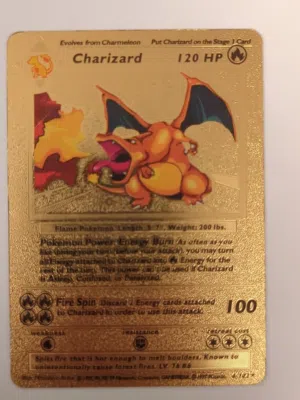 Evolves from Charmeleon Put Charizard on the Stage 1 Card
Charizard 120 HP
Flame Pokémon. Length: 5' 7", Weight: 200 lbs.
Pokémon Power: Energy Burn As often as you
like during your turn (before your attack), you may turn
all Energy attached to Charizard into Energy for the
rest of the turn. This power can't be used if Charizard
is Asleep, Confused, or Paralyzed.
Fire Spin Discard 2 Energy cards attached
to Charizard in order to use this attack. 100
weakness resistance retreat cost
Spits fire that is hot enough to melt boulders. Known to
unintentionally cause forest fires. LV. 76 #6
4/102